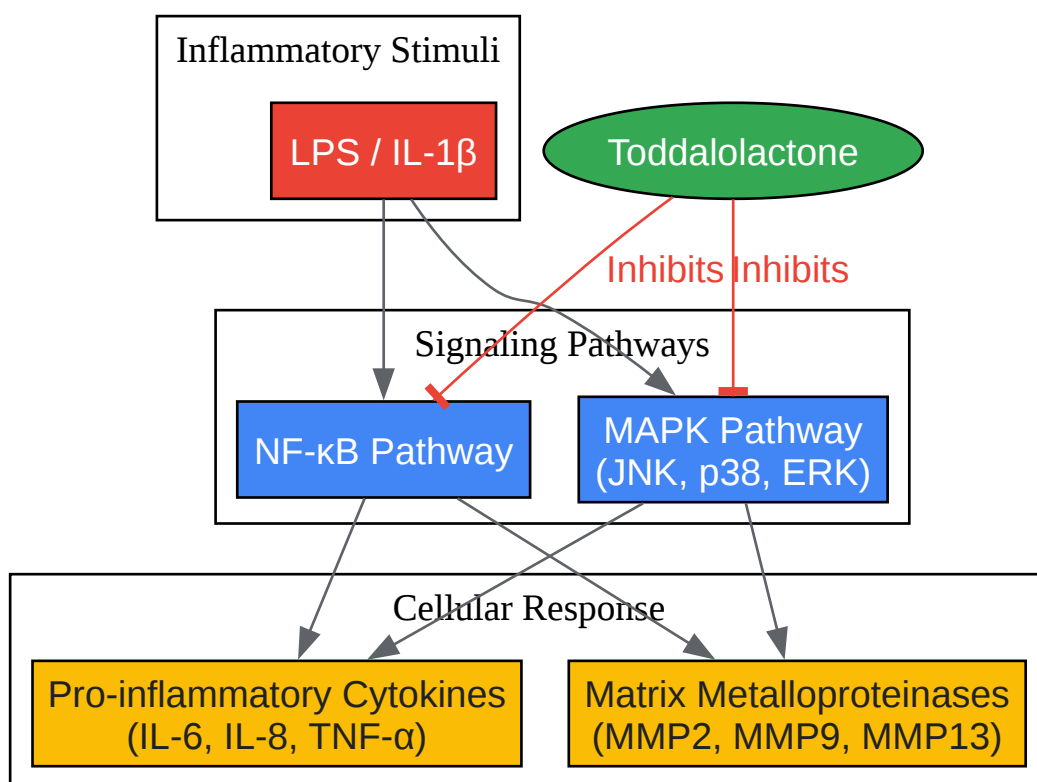 Inflammatory Stimuli
LPS / IL-1β
Toddalolactone
Inhibits
Inhibits
Signaling Pathways
NF-κB Pathway
MAPK Pathway
(JNK, p38, ERK)
Cellular Response
Pro-inflammatory Cytokines
(IL-6, IL-8, TNF-α)
Matrix Metalloproteinases
(MMP2, MMP9, MMP13)